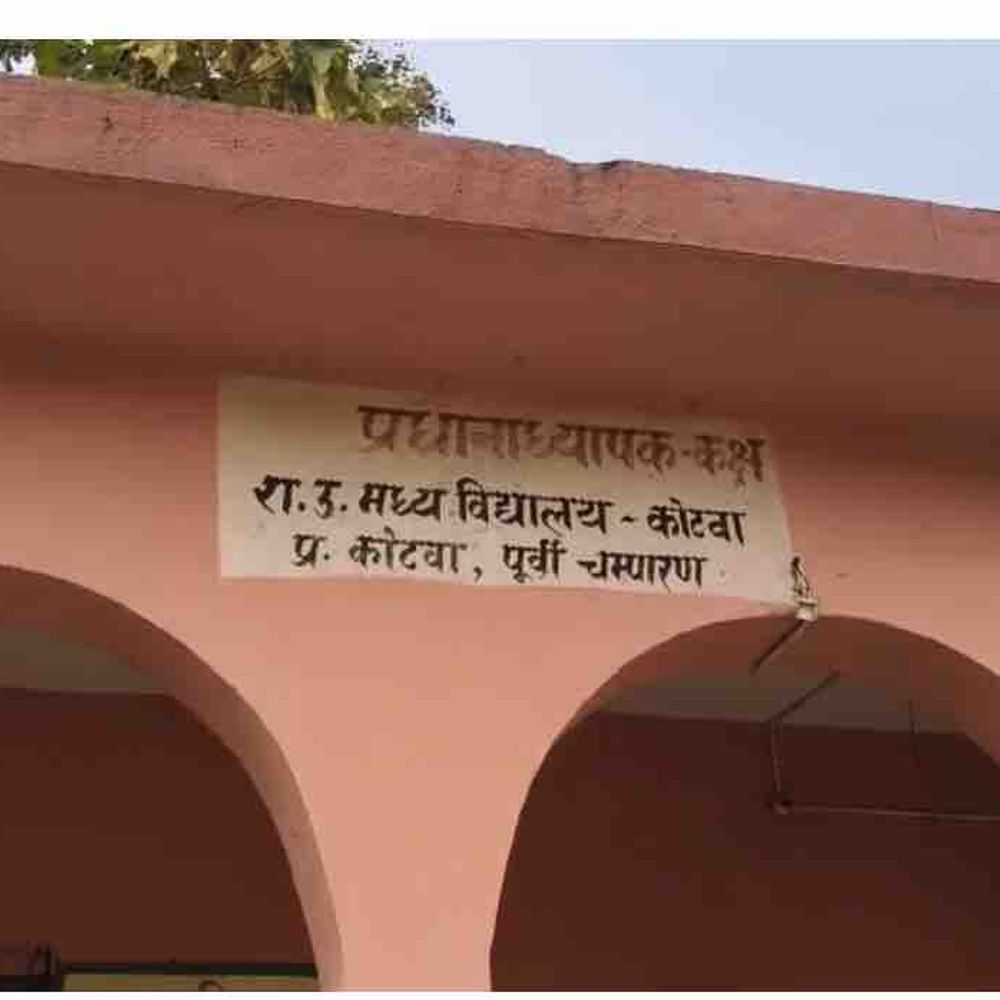 प्रधानाध्यापक-कक्ष
रा. उ. मध्य विद्यालय - कोटवा
प्र. कोटवा, पूर्वी चम्पारण